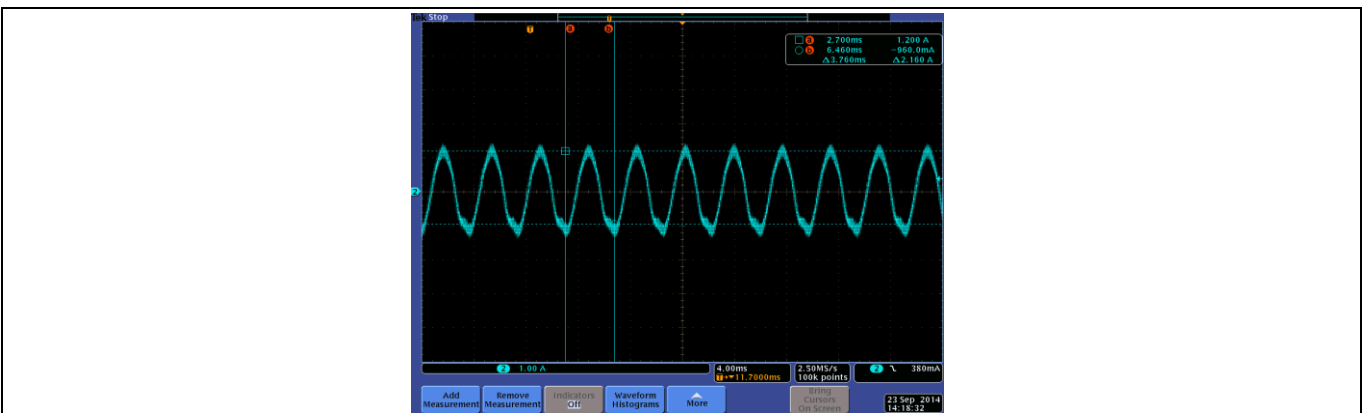 Tek Stop
T
T a b
a 2.700ms 1.200 A
b 6.460ms −960.0mA
Δ3.760ms Δ2.160 A
2
2 1.00 A
4.00ms 2.50MS/s 2 380mA
T→▼11.7000ms 100k points
Add Measurement
Remove Measurement
Indicators Off
Waveform Histograms
More
Bring Cursors On Screen
23 Sep 2014
14:18:32